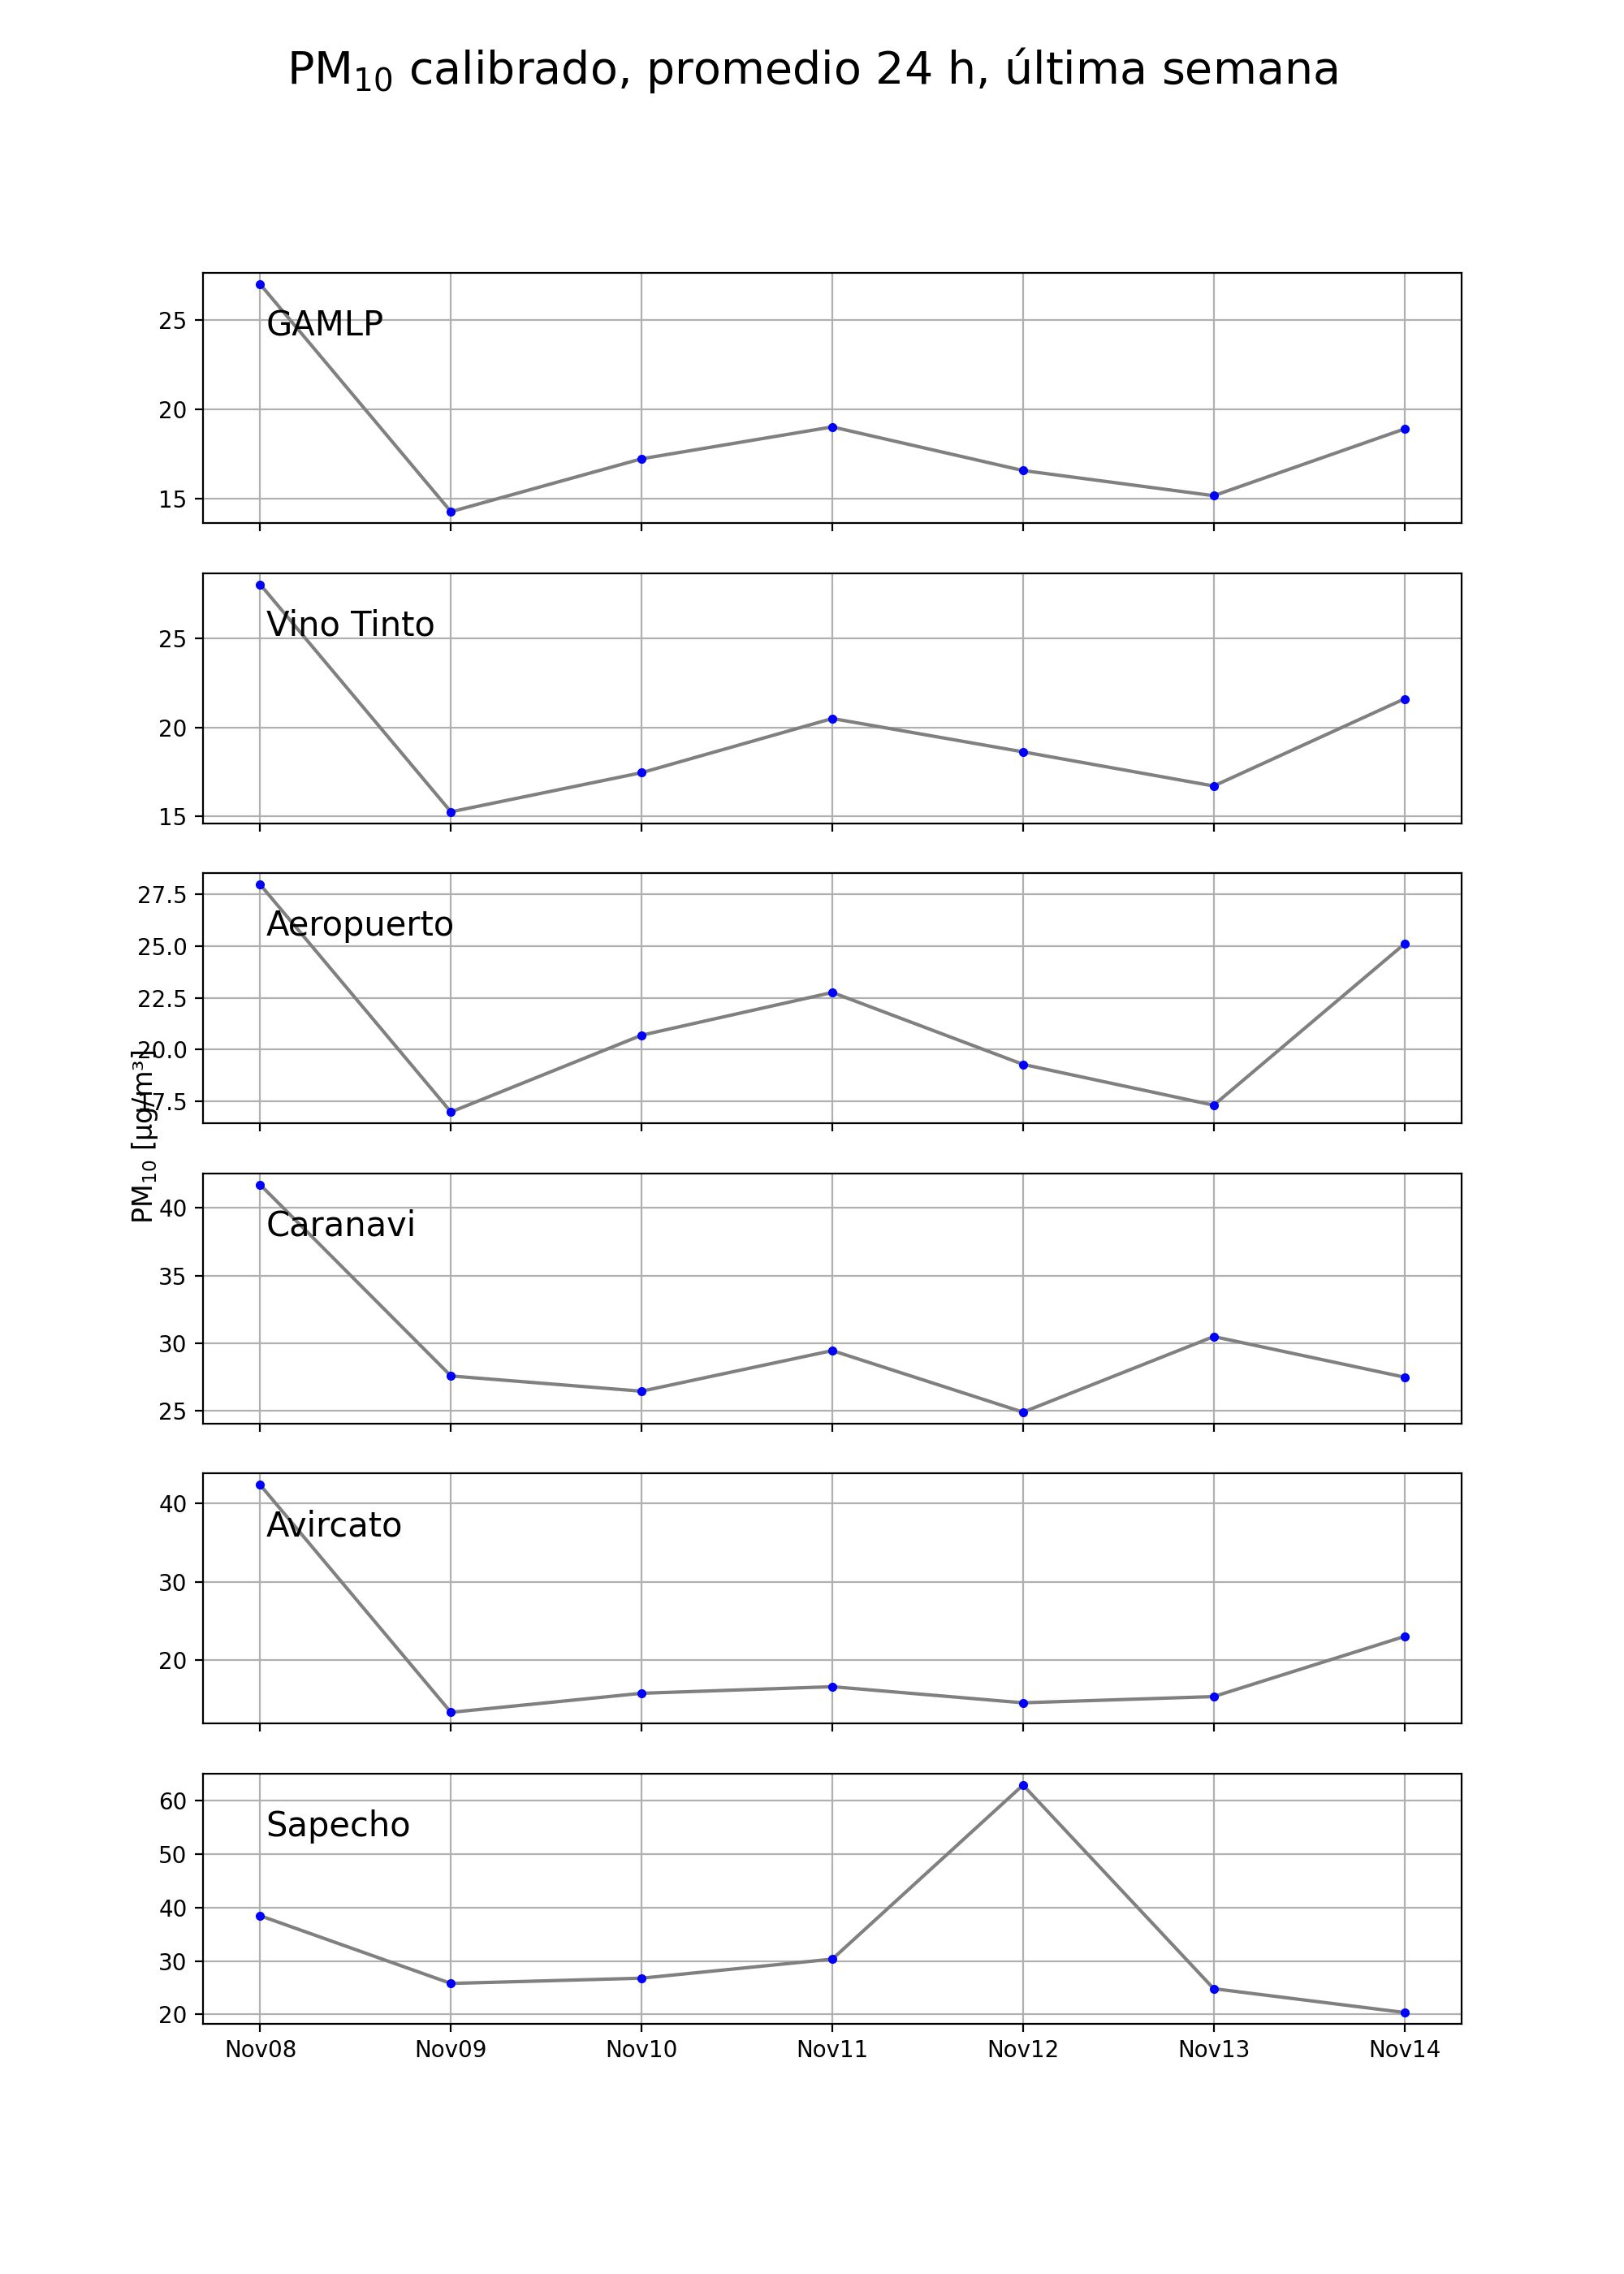 PM₁₀ calibrado, promedio 24 h, última semana
GAMLP
25
20
15
Vino Tinto
25
20
15
Aeropuerto
27.5
25.0
22.5
20.0
17.5
PM₁₀ [µg/m³]
Caranavi
40
35
30
25
Avircato
40
30
20
Sapecho
60
50
40
30
20
Nov08 Nov09 Nov10 Nov11 Nov12 Nov13 Nov14